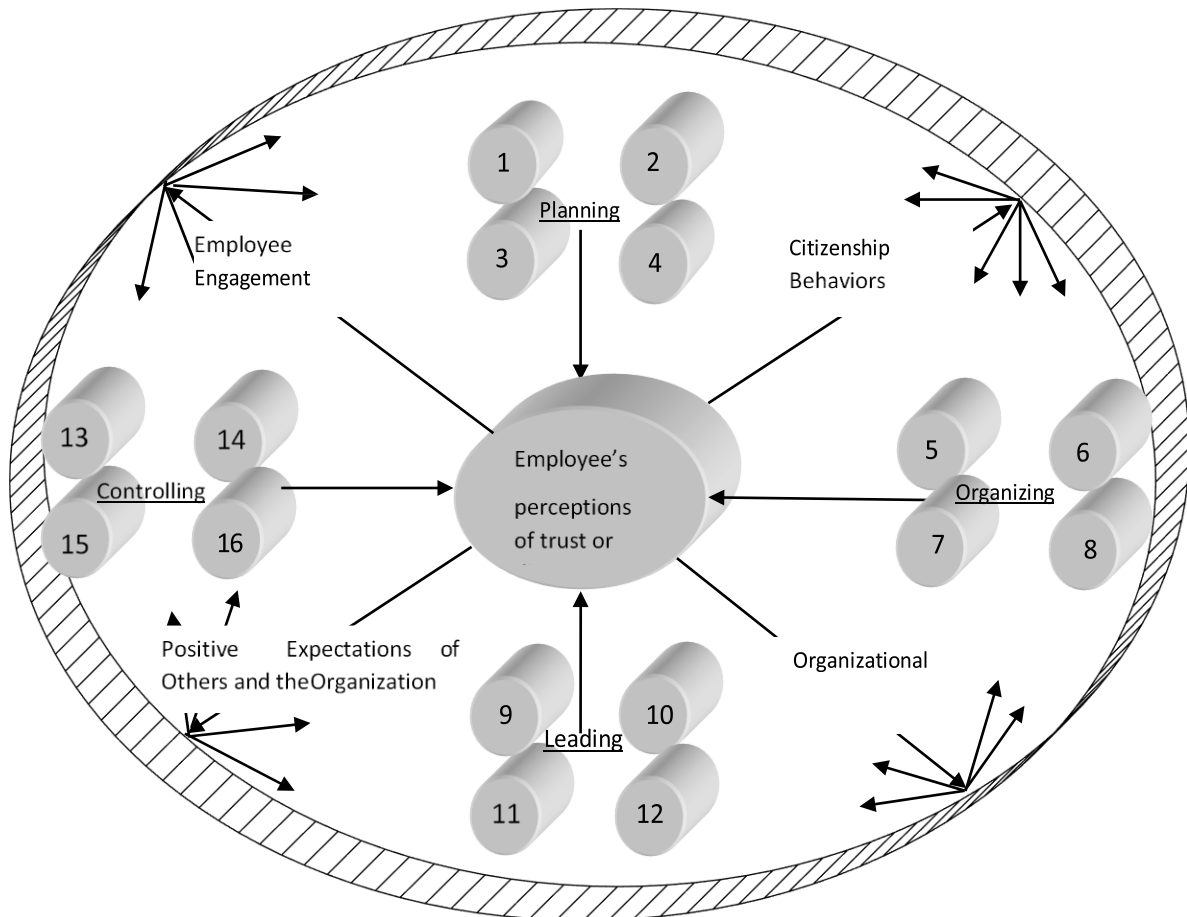 1
2
Planning
3
4
Employee
Engagement
Citizenship
Behaviors
13
14
Controlling
15
16
Employee's
perceptions
of trust or
5
6
Organizing
7
8
Positive Expectations of
Others and theOrganization
Organizational
9
10
Leading
11
12